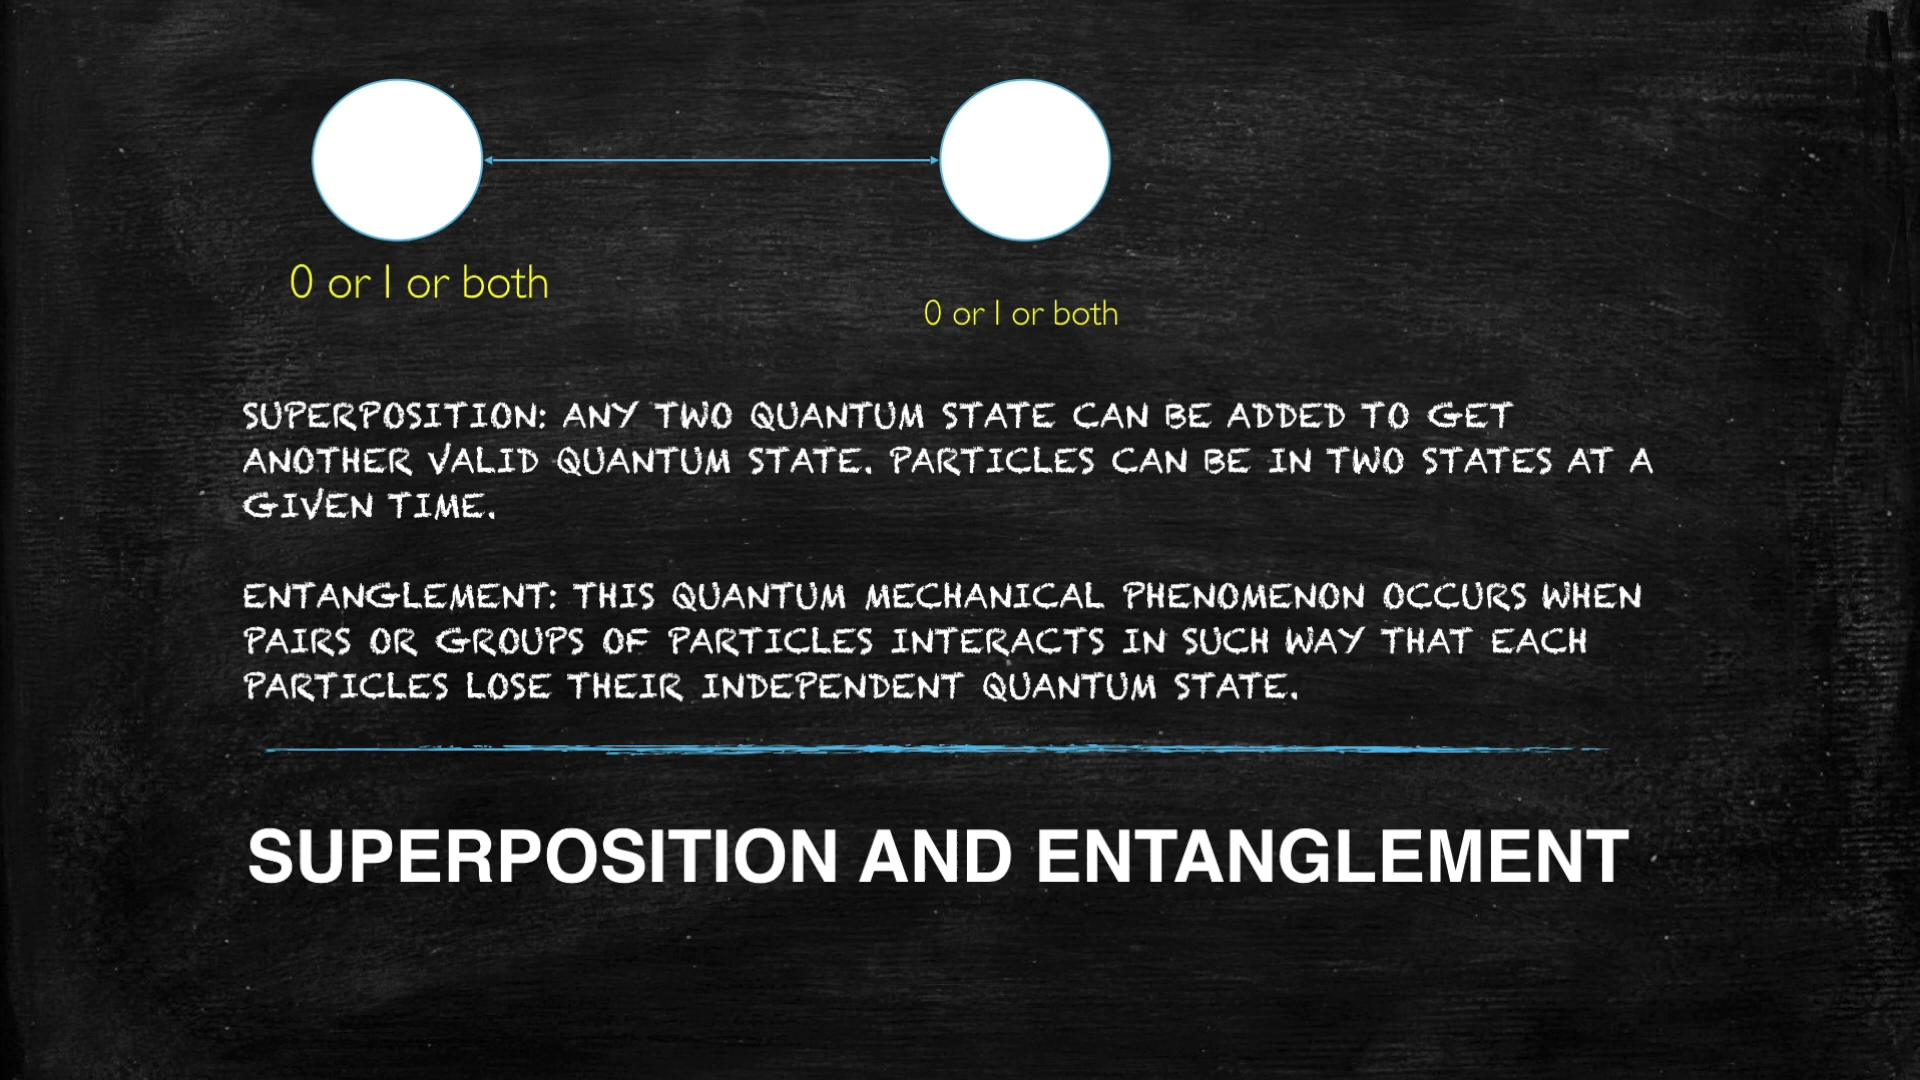 0 or 1 or both
0 or 1 or both
SUPERPOSITION: ANY TWO QUANTUM STATE CAN BE ADDED TO GET
ANOTHER VALID QUANTUM STATE. PARTICLES CAN BE IN TWO STATES AT A
GIVEN TIME.
ENTANGLEMENT: THIS QUANTUM MECHANICAL PHENOMENON OCCURS WHEN
PAIRS OR GROUPS OF PARTICLES INTERACTS IN SUCH WAY THAT EACH
PARTICLES LOSE THEIR INDEPENDENT QUANTUM STATE.
SUPERPOSITION AND ENTANGLEMENT